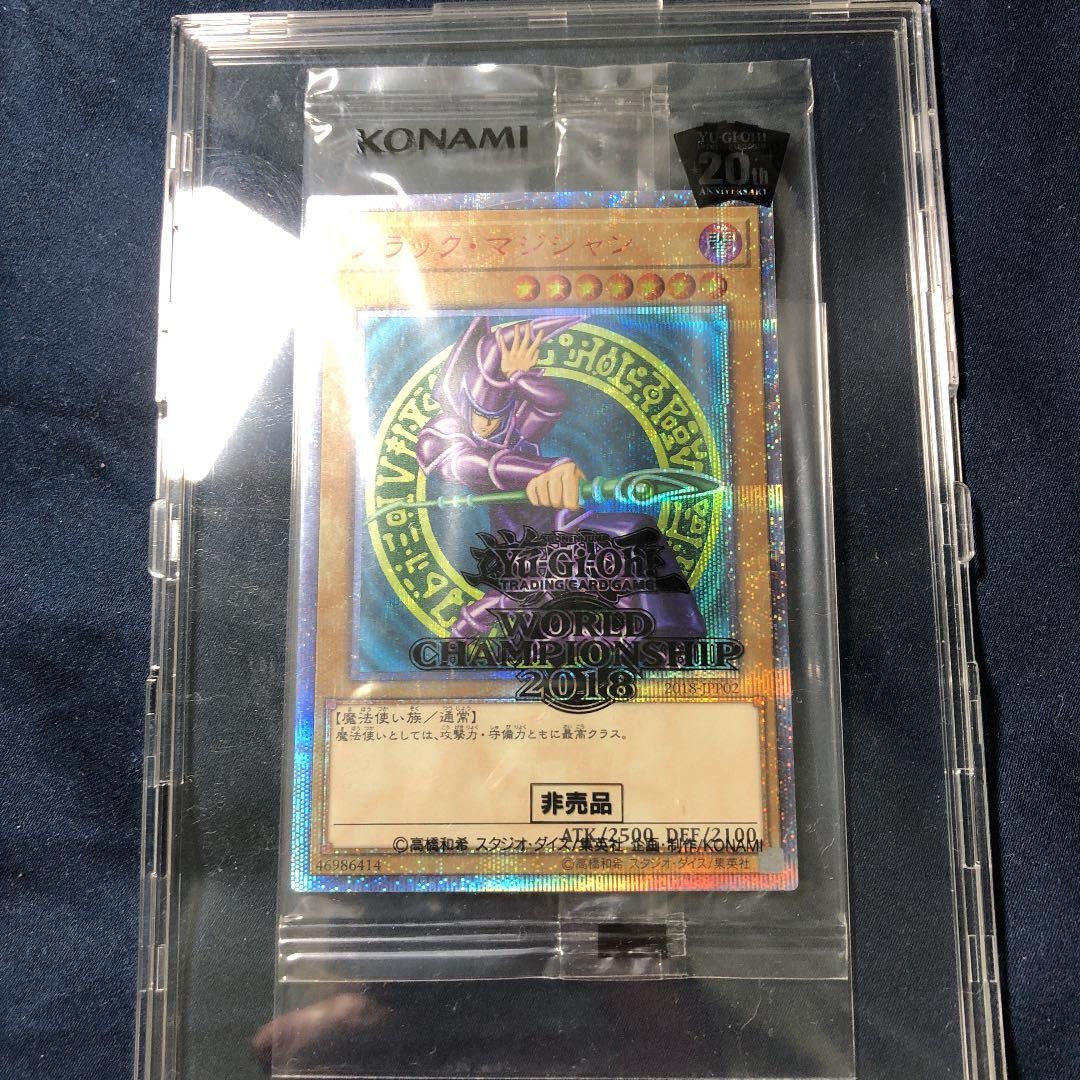 KONAMI
YU-GI-OH!
20th
ANNIVERSARY
ブラック・マジシャン
闇
SHONEN JUMP
Yu-Gi-Oh!
TRADING CARD GAME
WORLD
CHAMPIONSHIP
2018
2018-JPP02
【魔法使い族/通常】
魔法使いとしては、攻撃力・守備力ともに最高クラス。
非売品
ATK/2500 DEF/2100
©高橋和希 スタジオ・ダイス/集英社 企画・制作/KONAMI
46986414
©高橋和希 スタジオ・ダイス/集英社